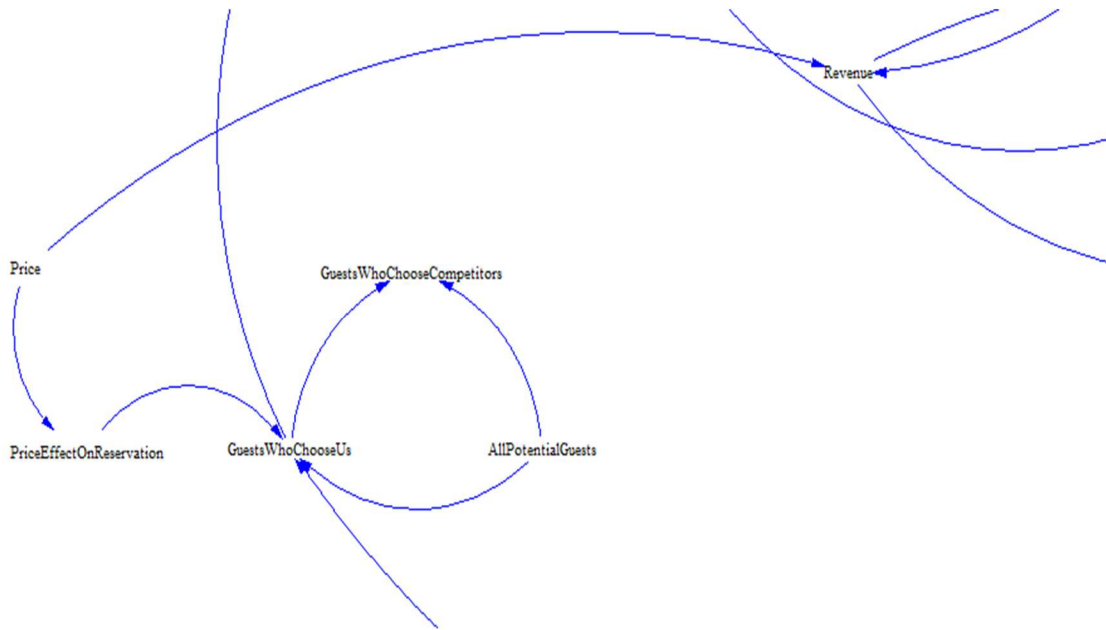 Revenue
Price
GuestsWhoChooseCompetitors
PriceEffectOnReservation
GuestsWhoChooseUs
AllPotentialGuests